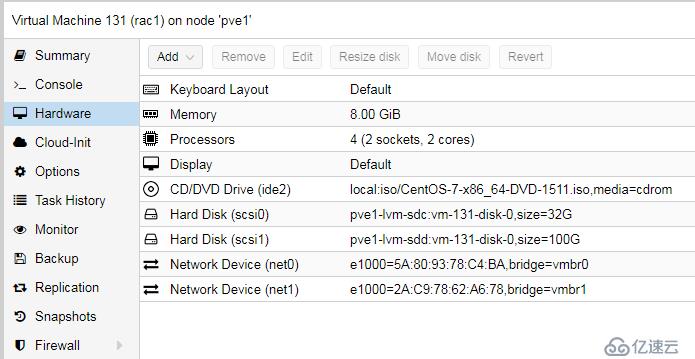 Virtual Machine 131 (rac1) on node 'pve1'
Summary
Console
Hardware
Cloud-Init
Options
Task History
Monitor
Backup
Replication
Snapshots
Firewall
Add Remove Edit Resize disk Move disk Revert
Keyboard Layout Default
Memory 8.00 GiB
Processors 4 (2 sockets, 2 cores)
Display Default
CD/DVD Drive (ide2) local:iso/CentOS-7-x86_64-DVD-1511.iso,media=cdrom
Hard Disk (scsi0) pve1-lvm-sdc:vm-131-disk-0,size=32G
Hard Disk (scsi1) pve1-lvm-sdd:vm-131-disk-0,size=100G
Network Device (net0) e1000=5A:80:93:78:C4:BA,bridge=vmbr0
Network Device (net1) e1000=2A:C9:78:62:A6:78,bridge=vmbr1
亿速云